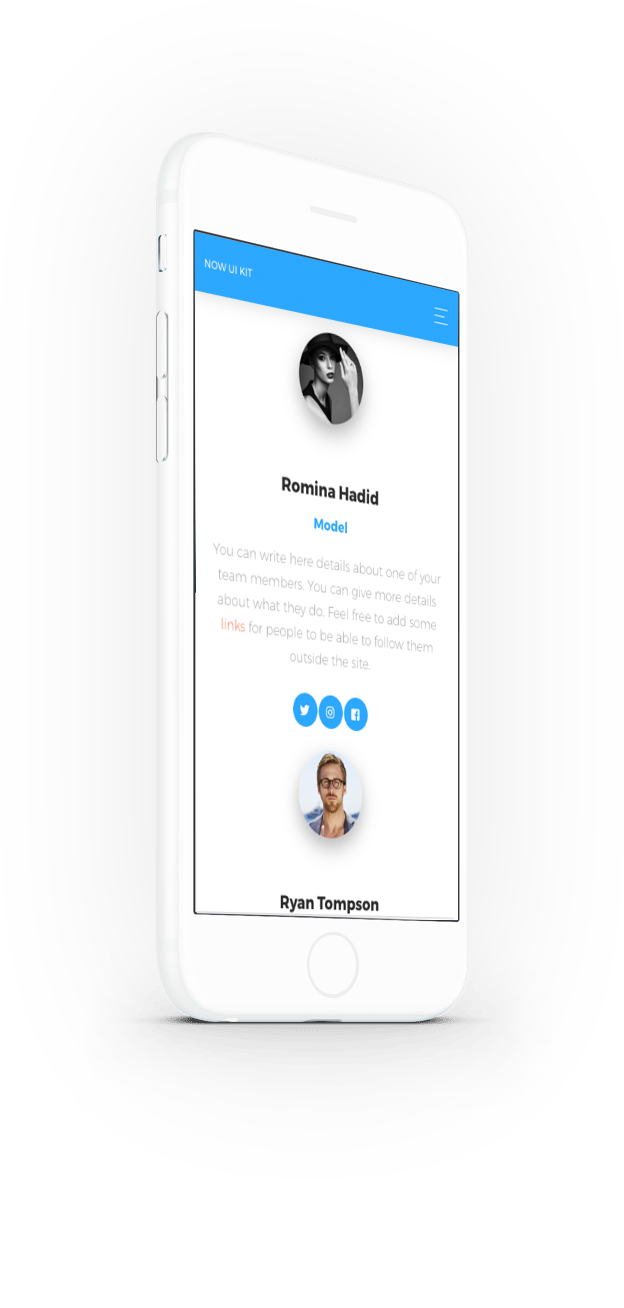 NOW UI KIT
Romina Hadid
Model
You can write here details about one of your
team members. You can give more details
about what they do. Feel free to add some
links for people to be able to follow them
outside the site.
Ryan Tompson